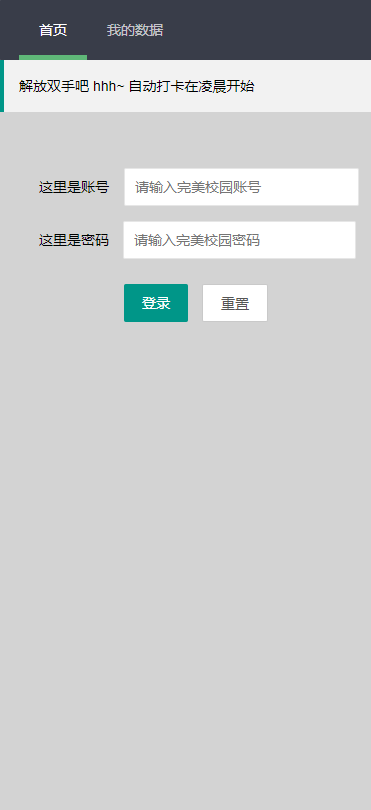 首页 我的数据
解放双手吧 hhh~ 自动打卡在凌晨开始
这里是账号 请输入完美校园账号
这里是密码 请输入完美校园密码
登录 重置